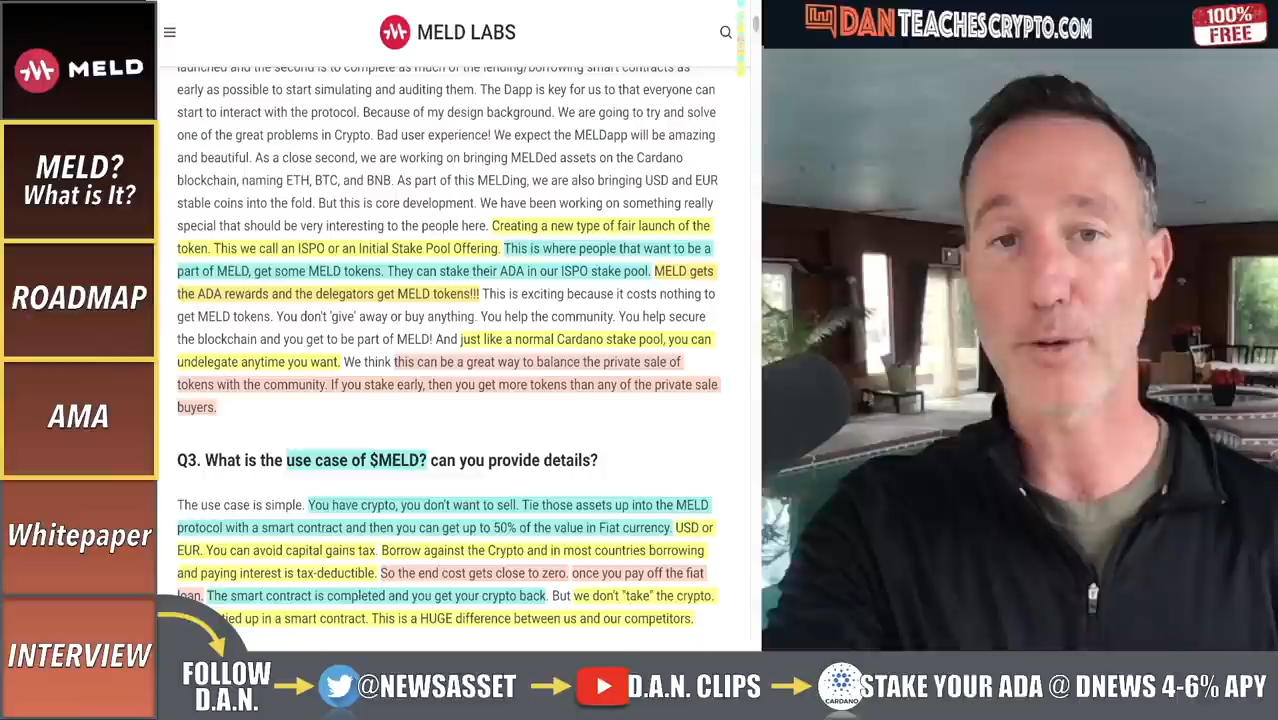 MELD
MELD?
What is It?
ROADMAP
AMA
Whitepaper
INTERVIEW
MELD LABS
launched and the second is to complete as much of the lending/borrowing smart contracts as
early as possible to start simulating and auditing them. The Dapp is key for us to that everyone can
start to interact with the protocol. Because of my design background. We are going to try and solve
one of the great problems in Crypto. Bad user experience! We expect the MELDapp will be amazing
and beautiful. As a close second, we are working on bringing MELDed assets on the Cardano
blockchain, naming ETH, BTC, and BNB. As part of this MELDing, we are also bringing USD and EUR
stable coins into the fold. But this is core development. We have been working on something really
special that should be very interesting to the people here. Creating a new type of fair launch of the
token. This we call an ISPO or an Initial Stake Pool Offering. This is where people that want to be a
part of MELD, get some MELD tokens. They can stake their ADA in our ISPO stake pool. MELD gets
the ADA rewards and the delegators get MELD tokens!!! This is exciting because it costs nothing to
get MELD tokens. You don't 'give' away or buy anything. You help the community. You help secure
the blockchain and you get to be part of MELD! And just like a normal Cardano stake pool, you can
undelegate anytime you want. We think this can be a great way to balance the private sale of
tokens with the community. If you stake early, then you get more tokens than any of the private sale
buyers.
Q3. What is the use case of $MELD? can you provide details?
The use case is simple. You have crypto, you don't want to sell. Tie those assets up into the MELD
protocol with a smart contract and then you can get up to 50% of the value in Fiat currency. USD or
EUR. You can avoid capital gains tax. Borrow against the Crypto and in most countries borrowing
and paying interest is tax-deductible. So the end cost gets close to zero. once you pay off the fiat
loan. The smart contract is completed and you get your crypto back. But we don't "take" the crypto.
tied up in a smart contract. This is a HUGE difference between us and our competitors.
DANTEACHESCRYPTO.COM
100%
FREE
FOLLOW
D.A.N.
@NEWSASSET
D.A.N. CLIPS
CARDANO
STAKE YOUR ADA @ DNEWS 4-6% APY